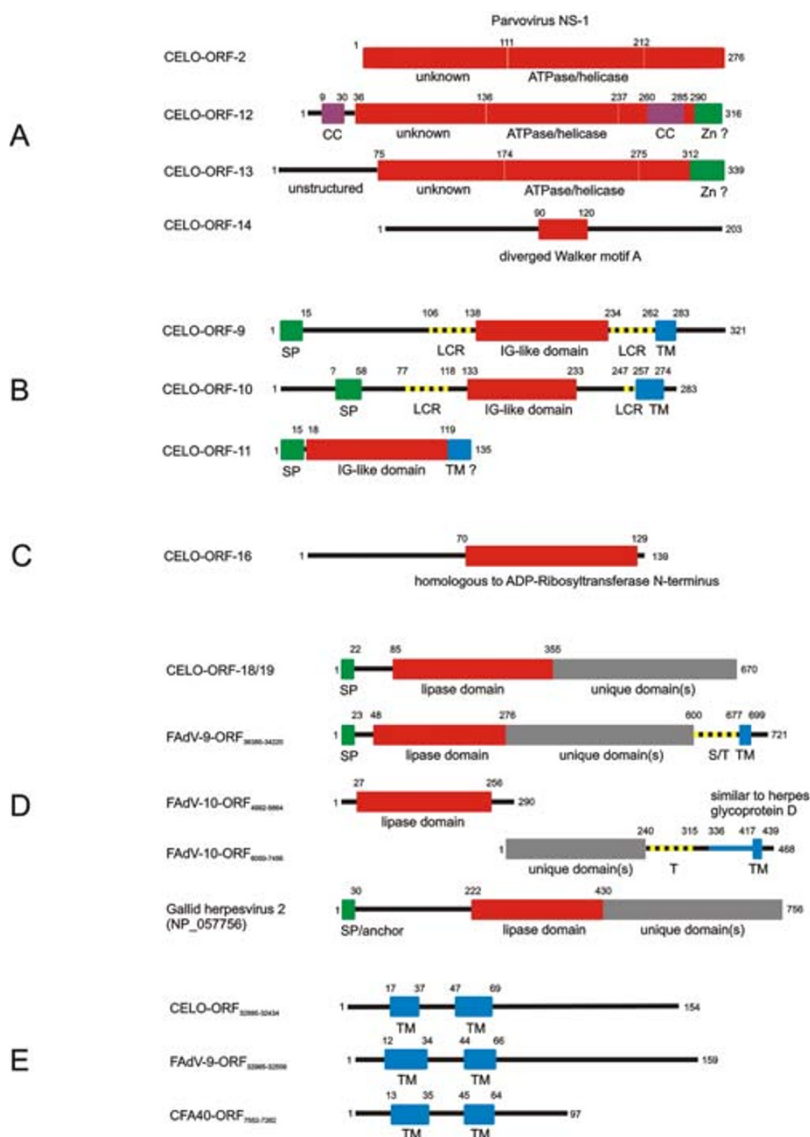 Parvovirus NS-1
A
CELO-ORF-2
1 111 212 276
unknown ATPase/helicase
CELO-ORF-12
1 9 30 36 136 237 260 285 290 316
CC unknown ATPase/helicase CC Zn ?
CELO-ORF-13
1 75 174 275 312 339
unstructured unknown ATPase/helicase Zn ?
CELO-ORF-14
1 90 120 203
diverged Walker motif A
B
CELO-ORF-9
1 15 106 138 234 262 283 321
SP LCR IG-like domain LCR TM
CELO-ORF-10
1 ? 58 77 118 133 233 247 257 274 283
SP LCR IG-like domain LCR TM
CELO-ORF-11
1 15 18 119 135
SP IG-like domain TM ?
C
CELO-ORF-16
1 70 129 139
homologous to ADP-Ribosyltransferase N-terminus
D
CELO-ORF-18/19
1 22 85 355 670
SP lipase domain unique domain(s)
FAdV-9-ORF
1 23 48 276 600 677 699 721
SP lipase domain unique domain(s) S/T TM
FAdV-10-ORF
1 27 256 290
lipase domain
similar to herpes
glycoprotein D
FAdV-10-ORF
1 240 315 336 417 439 468
unique domain(s) T TM
Gallid herpesvirus 2
(NP_057756)
1 30 222 430 756
SP/anchor lipase domain unique domain(s)
E
CELO-ORF
1 17 37 47 69 154
TM TM
FAdV-9-ORF
1 12 34 44 66 159
TM TM
CFA40-ORF
1 13 35 45 64 97
TM TM